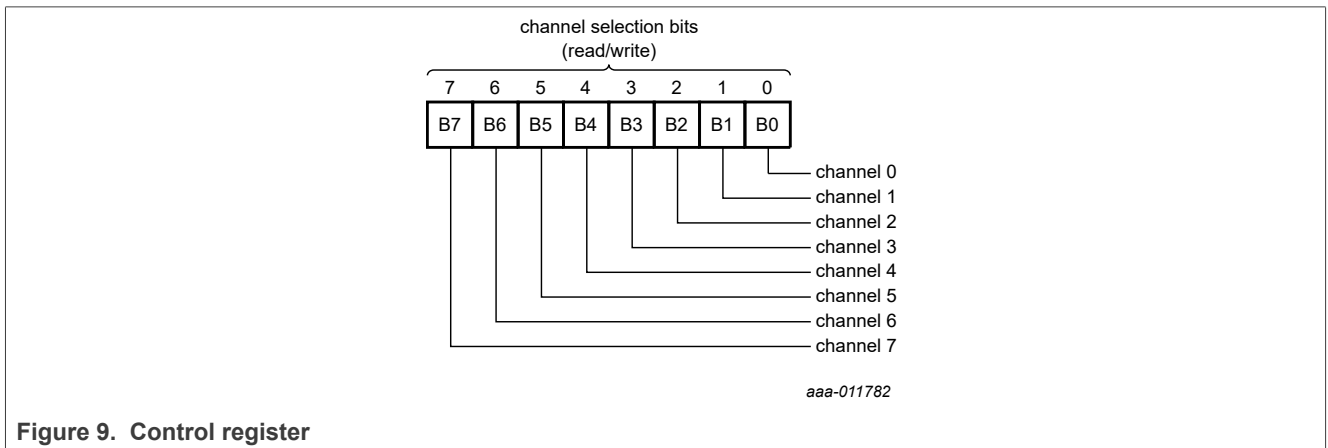 channel selection bits
(read/write)
7 6 5 4 3 2 1 0
B7 B6 B5 B4 B3 B2 B1 B0
channel 0
channel 1
channel 2
channel 3
channel 4
channel 5
channel 6
channel 7
aaa-011782
Figure 9. Control register